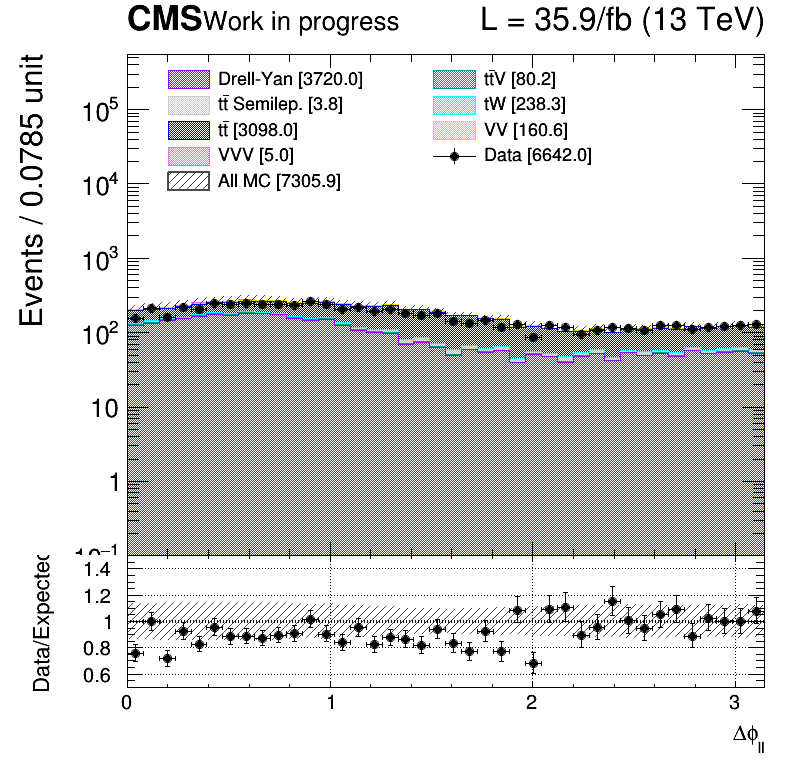 CMS Work in progress L = 35.9/fb (13 TeV)
Events / 0.0785 unit
Drell-Yan [3720.0]
tt̄ Semilep. [3.8]
tt̄ [3098.0]
VVV [5.0]
All MC [7305.9]
tt̄V [80.2]
tW [238.3]
VV [160.6]
Data [6642.0]
10⁵
10⁴
10³
10²
10
1
10⁻¹
Data/Expected
1.4
1.2
1
0.8
0.6
0 1 2 3
Δϕ_ll